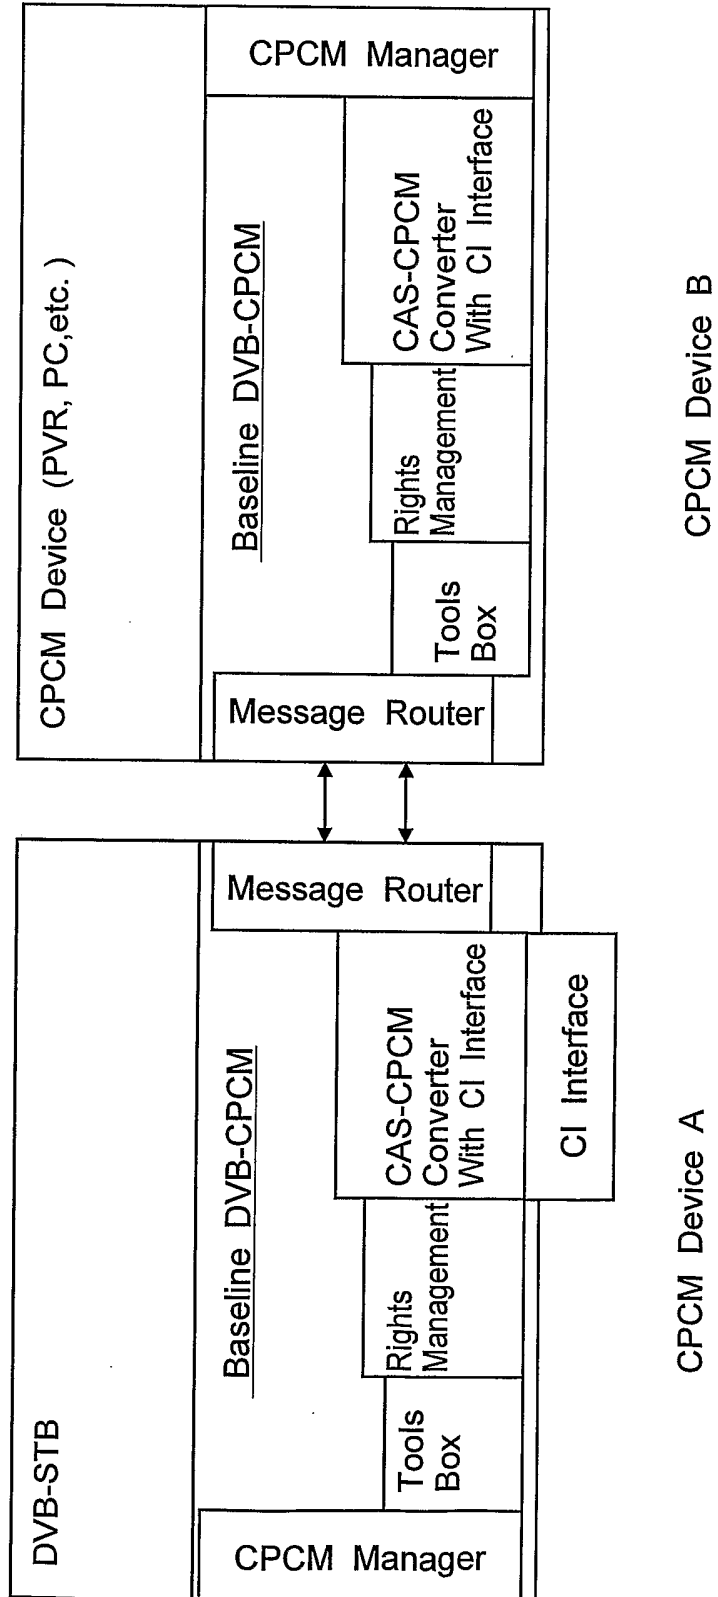 DVB-STB
Baseline DVB-CPCM
CPCM Manager
Tools
Box
Rights
Management
CAS-CPCM
Converter
With CI Interface
CI Interface
Message Router
CPCM Device A
CPCM Device (PVR, PC,etc. )
Baseline DVB-CPCM
Message Router
Tools
Box
Rights
Management
CAS-CPCM
Converter
With CI Interface
CPCM Manager
CPCM Device B